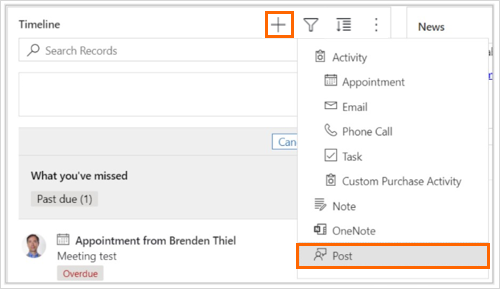 Timeline
News
Search Records
Activity
Appointment
Email
Phone Call
Task
Custom Purchase Activity
Note
OneNote
Post
What you've missed
Past due (1)
Appointment from Brenden Thiel
Meeting test
Overdue